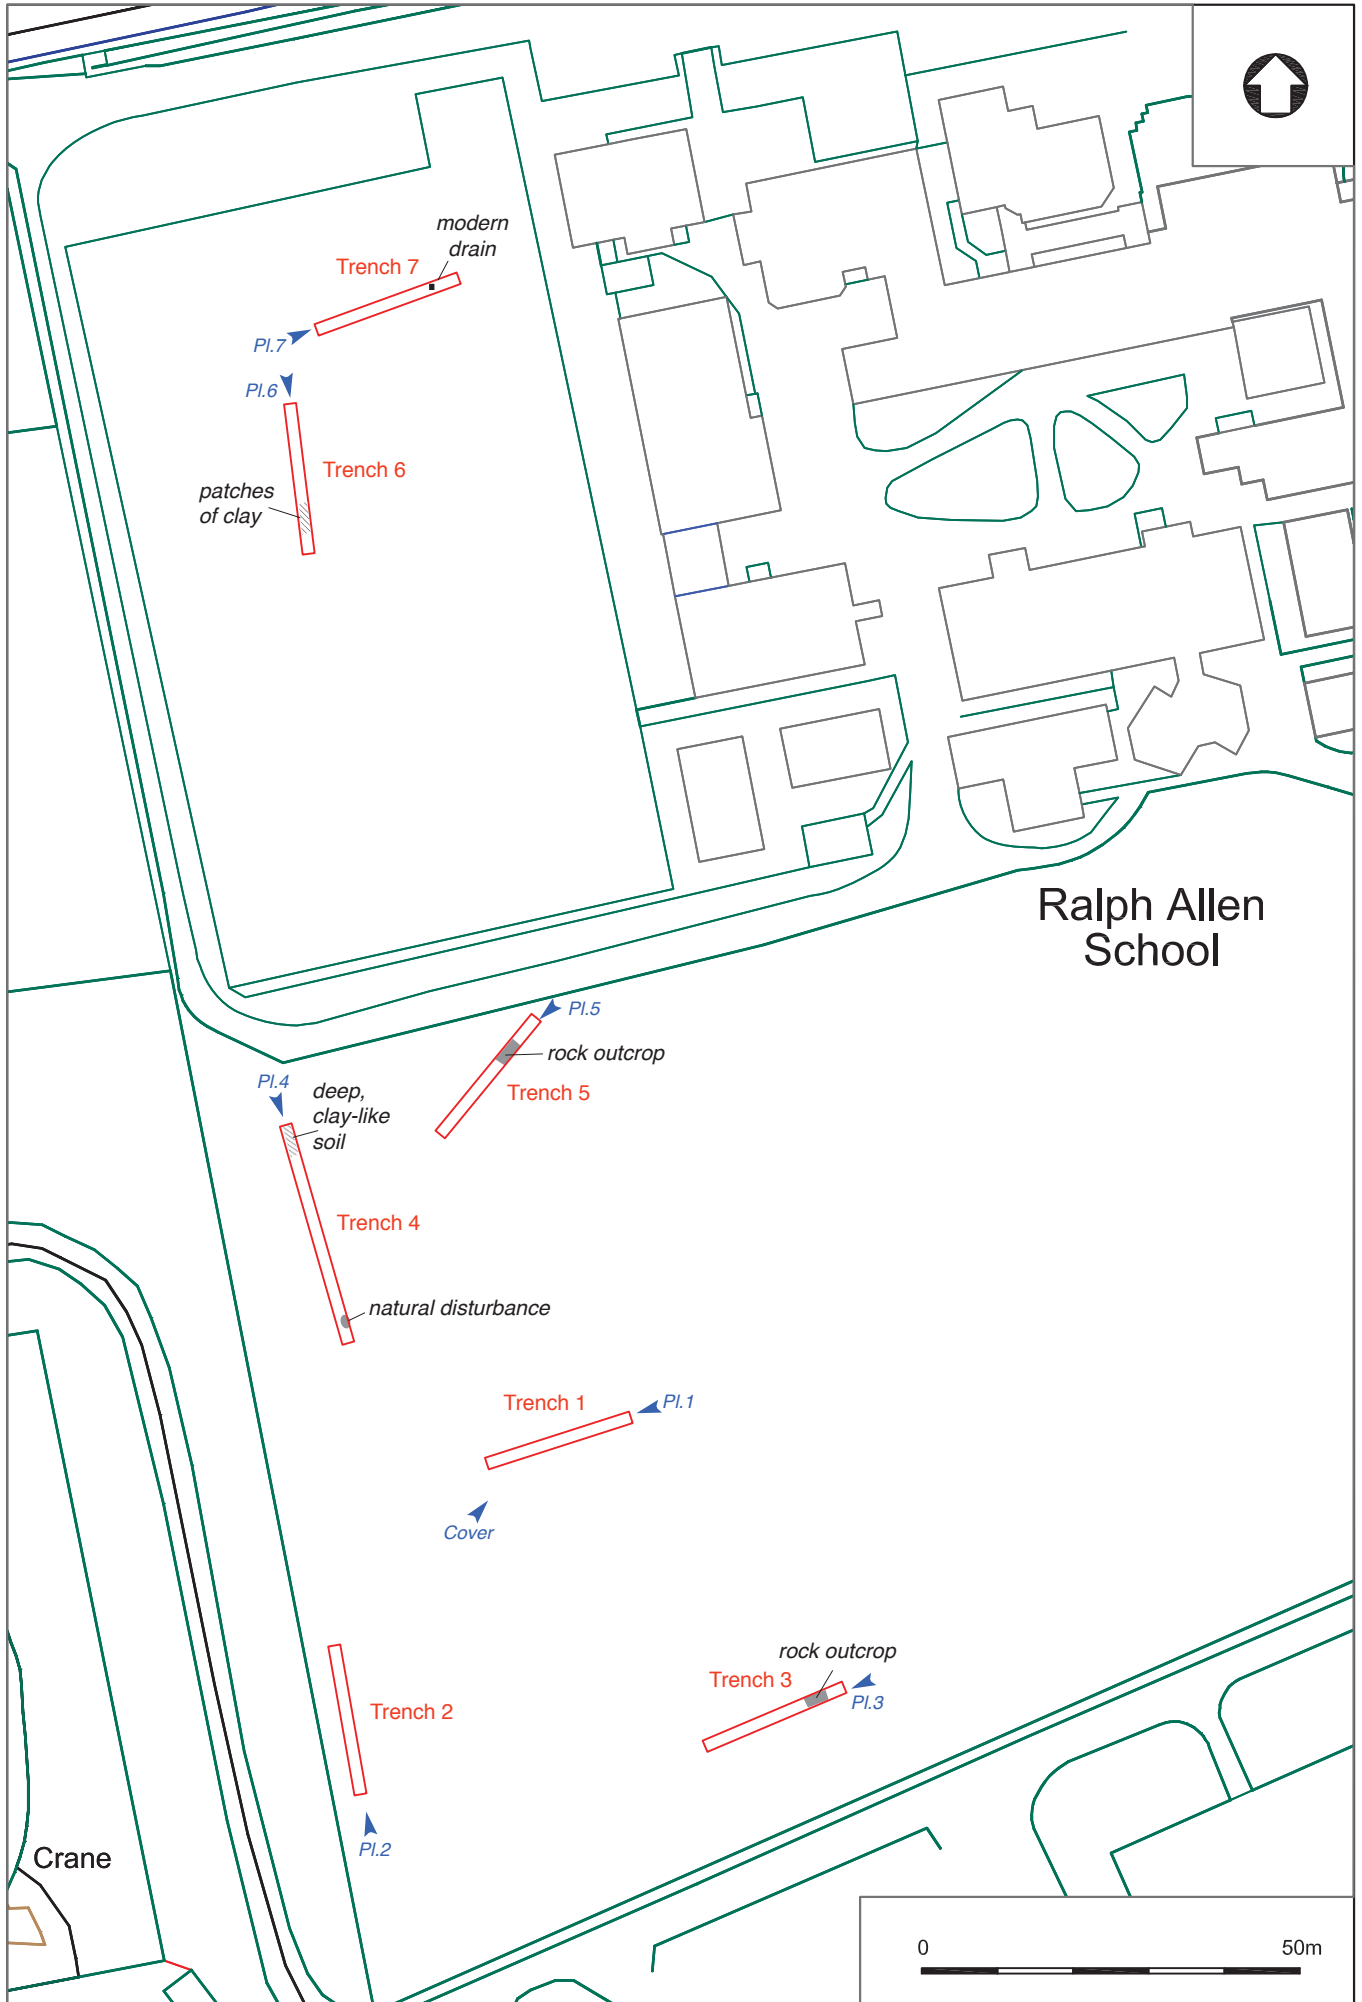 modern
drain
Trench 7
Pl.7
Pl.6
Trench 6
patches
of clay
Ralph Allen
School
Pl.5
rock outcrop
Trench 5
Pl.4
deep,
clay-like
soil
Trench 4
natural disturbance
Trench 1
Pl.1
Cover
rock outcrop
Trench 3
Pl.3
Trench 2
Pl.2
Crane
0 50m